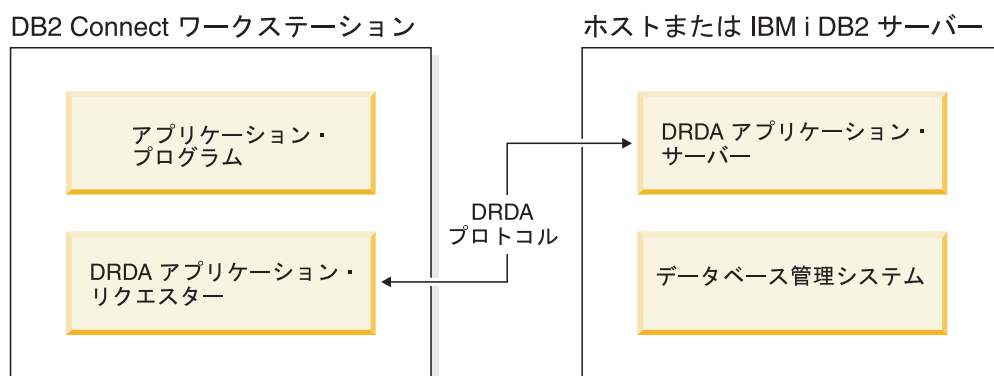 DB2 Connect ワークステーション
アプリケーション・
プログラム
DRDA アプリケーション・
リクエスター
DRDA
プロトコル
ホストまたは IBM i DB2 サーバー
DRDA アプリケーション・
サーバー
データベース管理システム